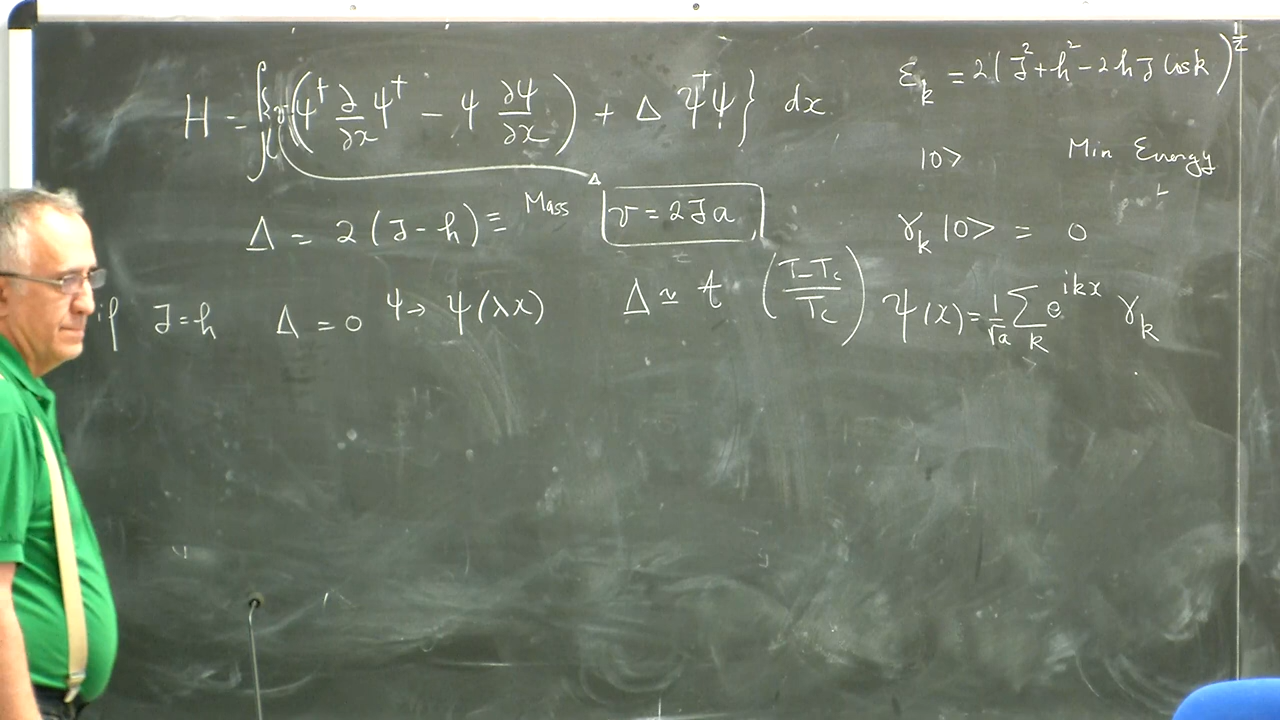 H = ∫{ v(ψ† ∂/∂x ψ† − ψ ∂ψ/∂x) + Δ ψ†ψ } dx
Δ = 2(J−h) = Mass
v = 2Ja
if J=h Δ = 0 ψ → ψ(λx)
Δ ≃ t (T−Tc/Tc)
ε_k = 2(J²+h²−2hJ cos k)^½
|0> Min Energy
γ_k |0> = 0
ψ(x) = 1/√a Σ_k e^{ikx} γ_k